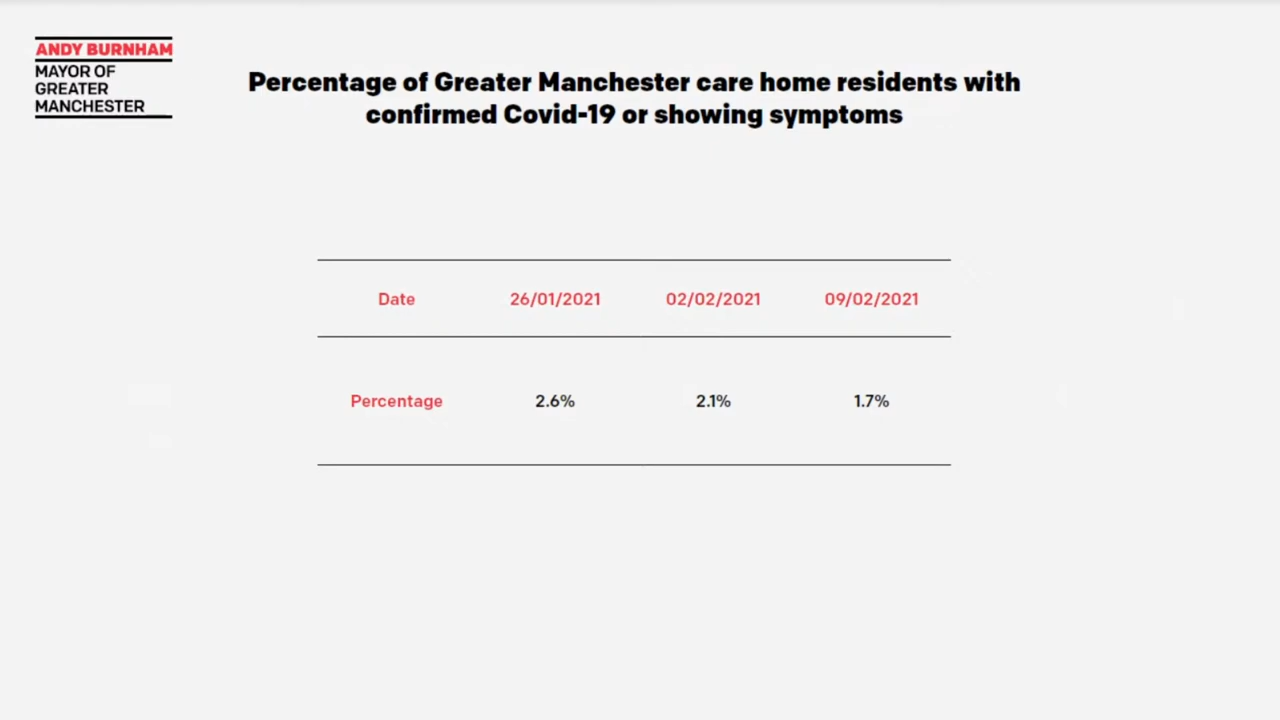 ANDY BURNHAM
MAYOR OF
GREATER
MANCHESTER
Percentage of Greater Manchester care home residents with
confirmed Covid-19 or showing symptoms
Date 26/01/2021 02/02/2021 09/02/2021
Percentage 2.6% 2.1% 1.7%